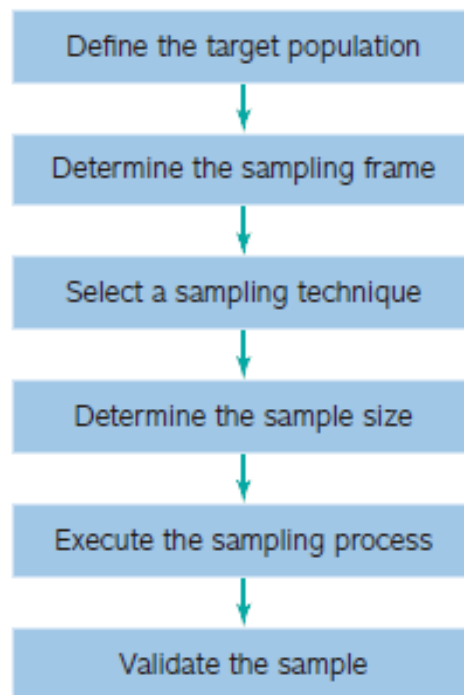 Define the target population
Determine the sampling frame
Select a sampling technique
Determine the sample size
Execute the sampling process
Validate the sample